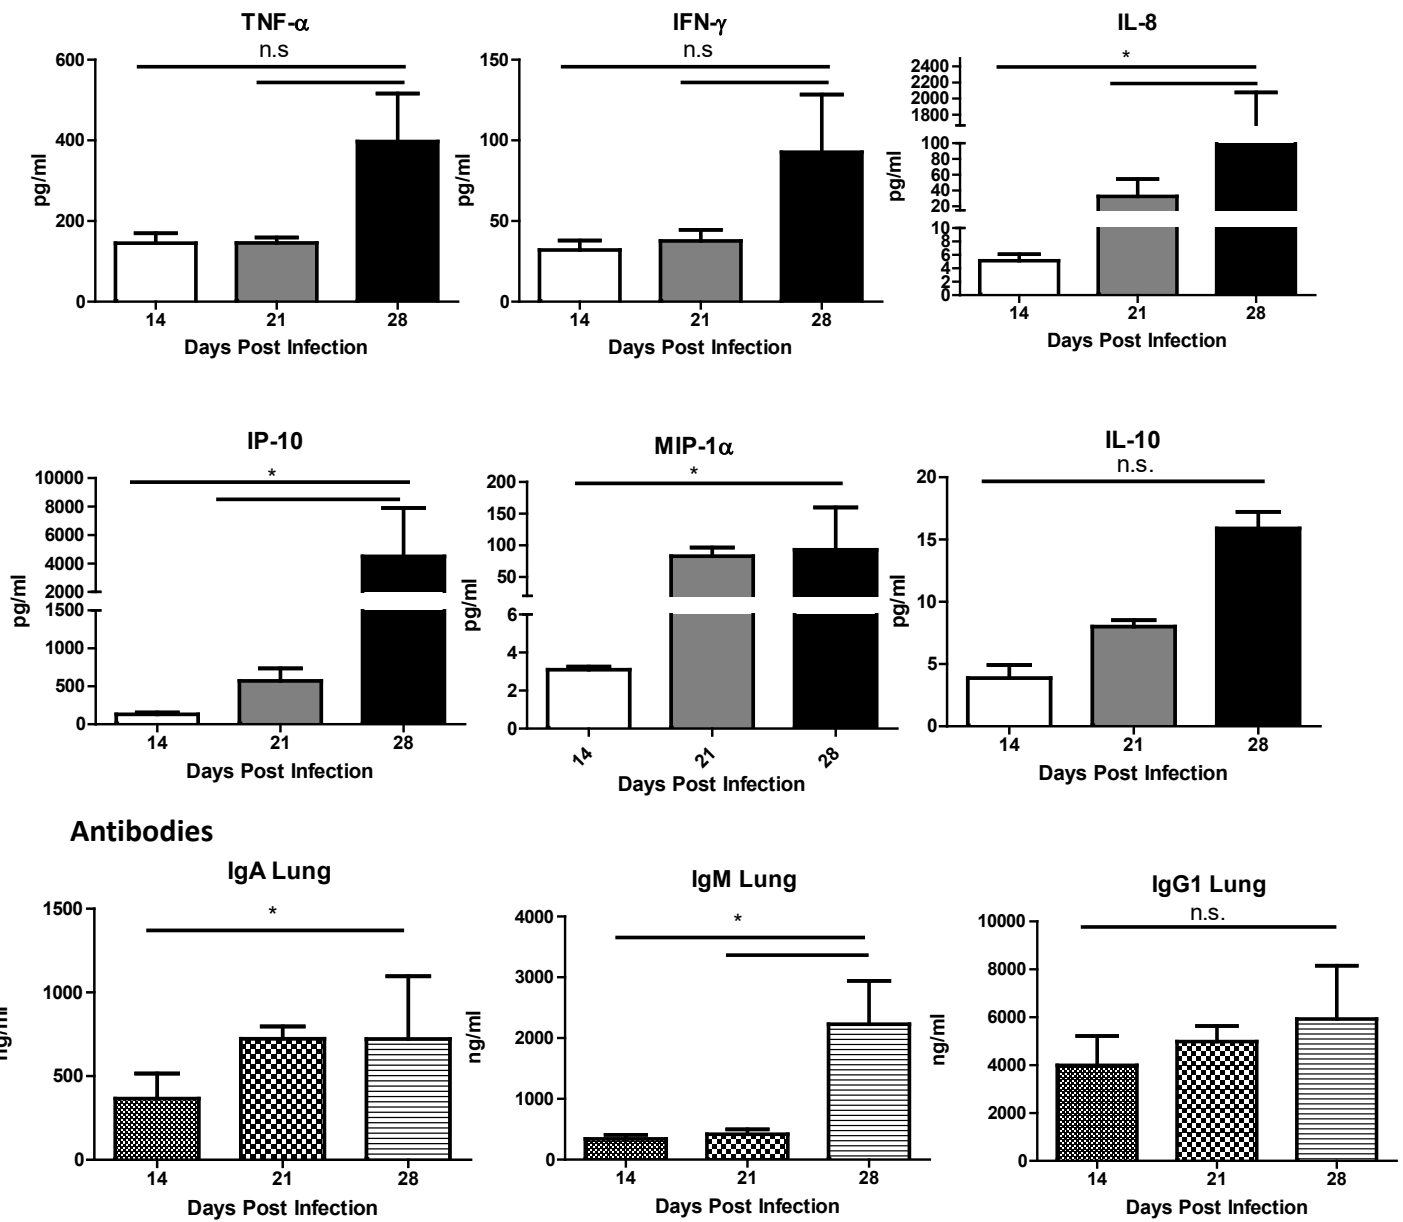 TNF-α
n.s
600
400
200
0
pg/ml
14
21
28
Days Post Infection
IFN-γ
n.s
150
100
50
0
pg/ml
14
21
28
Days Post Infection
IL-8
*
2400
2200
2000
1800
100
80
60
40
20
10
8
6
4
2
0
pg/ml
14
21
28
Days Post Infection
IP-10
*
10000
8000
6000
4000
2000
1500
1000
500
0
pg/ml
14
21
28
Days Post Infection
MIP-1α
*
200
150
100
50
6
4
2
0
pg/ml
14
21
28
Days Post Infection
IL-10
n.s.
20
15
10
5
0
pg/ml
14
21
28
Days Post Infection
Antibodies
IgA Lung
*
1500
1000
500
0
ng/ml
14
21
28
Days Post Infection
IgM Lung
*
4000
3000
2000
1000
0
ng/ml
14
21
28
Days Post Infection
IgG1 Lung
n.s.
10000
8000
6000
4000
2000
0
ng/ml
14
21
28
Days Post Infection